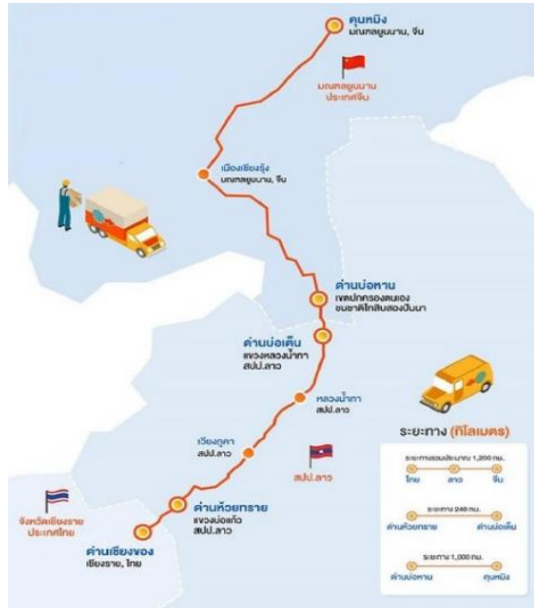 คุนหมิง
มณฑลยูนนาน, จีน
มณฑลยูนนาน
ประเทศจีน
เมืองเชียงรุ้ง
มณฑลยูนนาน, จีน
ด่านบ่อหาน
เขตปกครองตนเอง
ชนชาติไทสิบสองปันนา
ด่านบ่อเต็น
แขวงหลวงน้ำทา
สปป.ลาว
หลวงน้ำทา
สปป.ลาว
เวียงภูคา
สปป.ลาว
สปป.ลาว
จังหวัดเชียงราย
ประเทศไทย
ด่านห้วยทราย
แขวงบ่อแก้ว
สปป.ลาว
ด่านเชียงของ
เชียงราย, ไทย
ระยะทาง (กิโลเมตร)
ระยะทางรวมประมาณ 1,200 กม.
ไทย ลาว จีน
ระยะทาง 240 กม.
ด่านห้วยทราย ด่านบ่อเต็น
ระยะทาง 1,000 กม.
ด่านบ่อหาน คุนหมิง